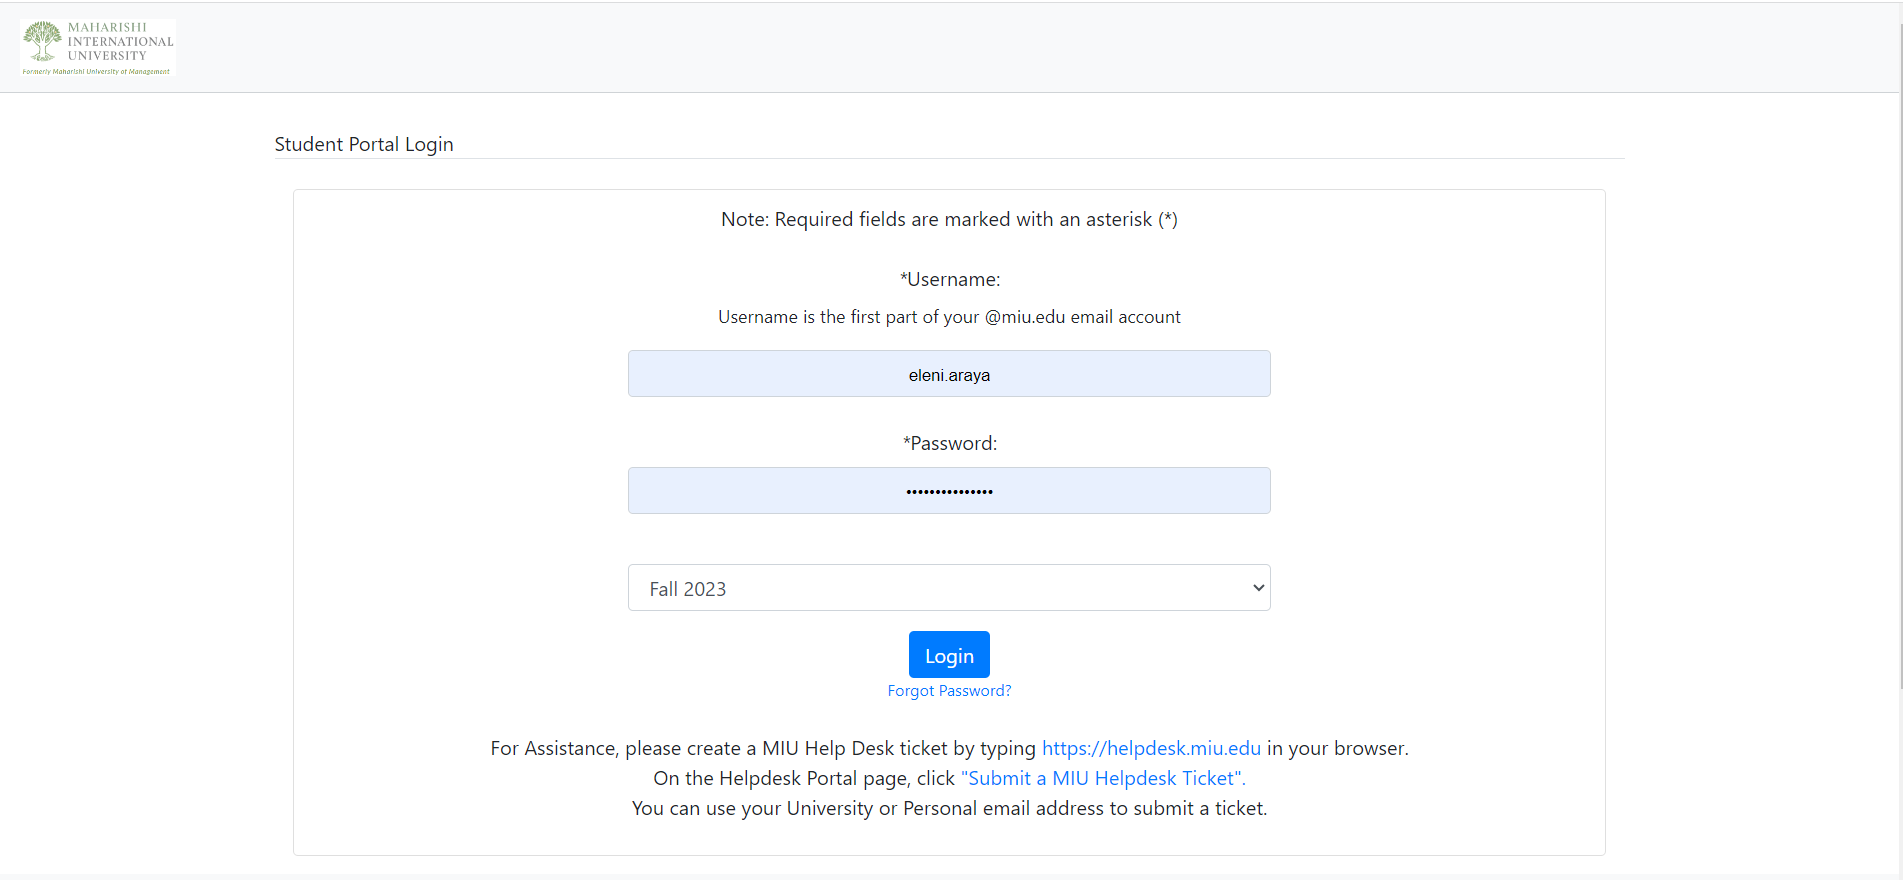 MAHARISHI
INTERNATIONAL
UNIVERSITY
Formerly Maharishi University of Management
Student Portal Login
Note: Required fields are marked with an asterisk (*)
*Username:
Username is the first part of your @miu.edu email account
eleni.araya
*Password:
•••••••••••••••
Fall 2023
Login
Forgot Password?
For Assistance, please create a MIU Help Desk ticket by typing https://helpdesk.miu.edu in your browser.
On the Helpdesk Portal page, click "Submit a MIU Helpdesk Ticket".
You can use your University or Personal email address to submit a ticket.